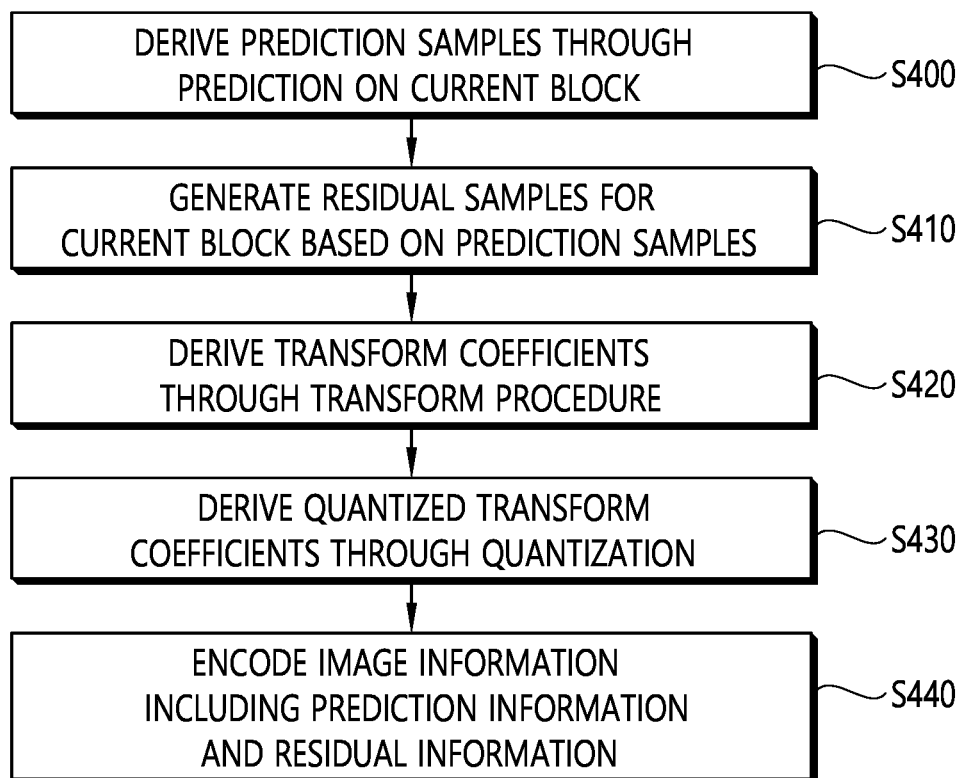 DERIVE PREDICTION SAMPLES THROUGH
PREDICTION ON CURRENT BLOCK
S400
GENERATE RESIDUAL SAMPLES FOR
CURRENT BLOCK BASED ON PREDICTION SAMPLES
S410
DERIVE TRANSFORM COEFFICIENTS
THROUGH TRANSFORM PROCEDURE
S420
DERIVE QUANTIZED TRANSFORM
COEFFICIENTS THROUGH QUANTIZATION
S430
ENCODE IMAGE INFORMATION
INCLUDING PREDICTION INFORMATION
AND RESIDUAL INFORMATION
S440